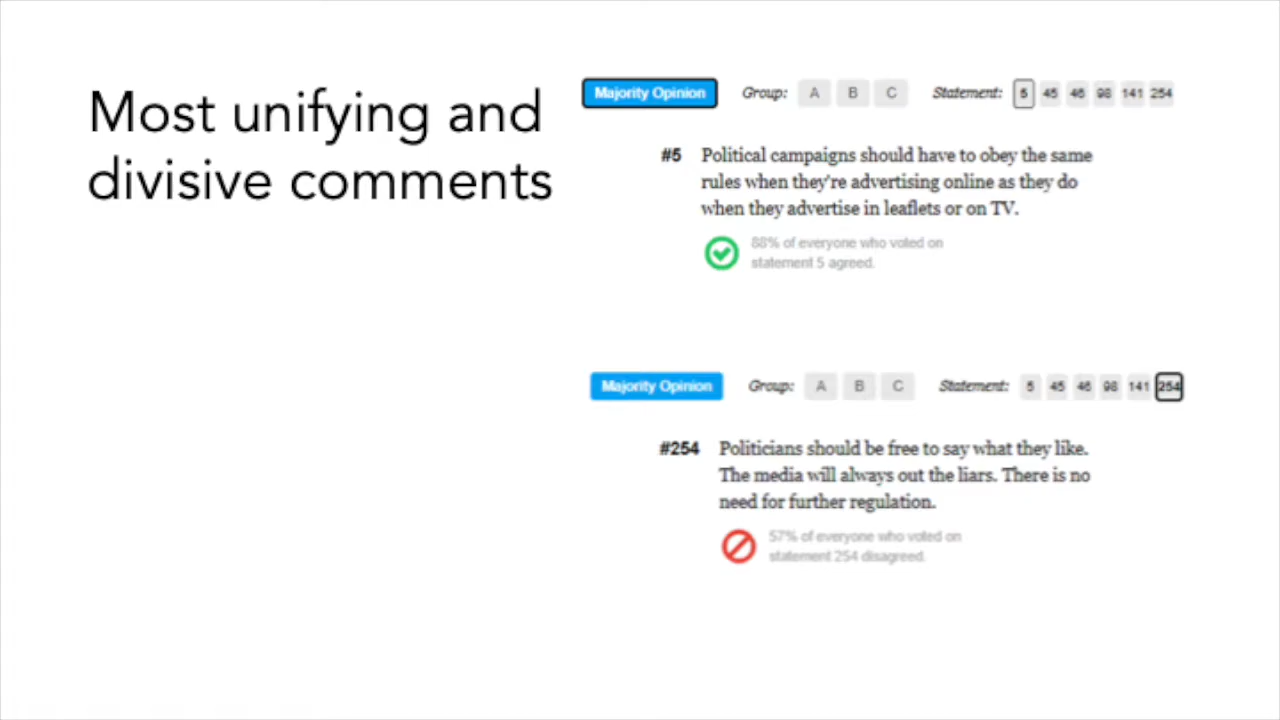 Most unifying and
divisive comments
Majority Opinion Group: A B C Statement: 5 45 46 98 141 254
#5 Political campaigns should have to obey the same
rules when they're advertising online as they do
when they advertise in leaflets or on TV.
88% of everyone who voted on
statement 5 agreed.
Majority Opinion Group: A B C Statement: 5 45 46 98 141 254
#254 Politicians should be free to say what they like.
The media will always out the liars. There is no
need for further regulation.
57% of everyone who voted on
statement 254 disagreed.